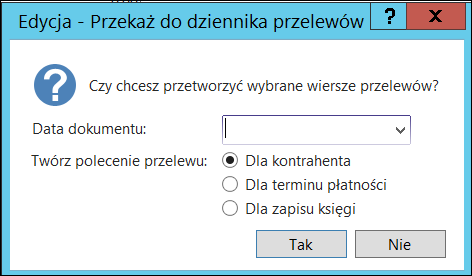 Edycja - Przekaż do dziennika przelewów ? x
Czy chcesz przetworzyć wybrane wiersze przelewów?
Data dokumentu:
Twórz polecenie przelewu: Dla kontrahenta
Dla terminu płatności
Dla zapisu księgi
Tak Nie